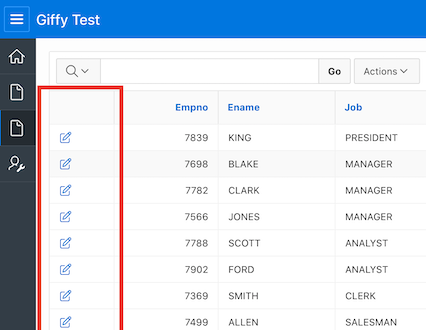 Giffy Test
Go Actions
Empno Ename Job
7839 KING PRESIDENT
7698 BLAKE MANAGER
7782 CLARK MANAGER
7566 JONES MANAGER
7788 SCOTT ANALYST
7902 FORD ANALYST
7369 SMITH CLERK
7499 ALLEN SALESMAN